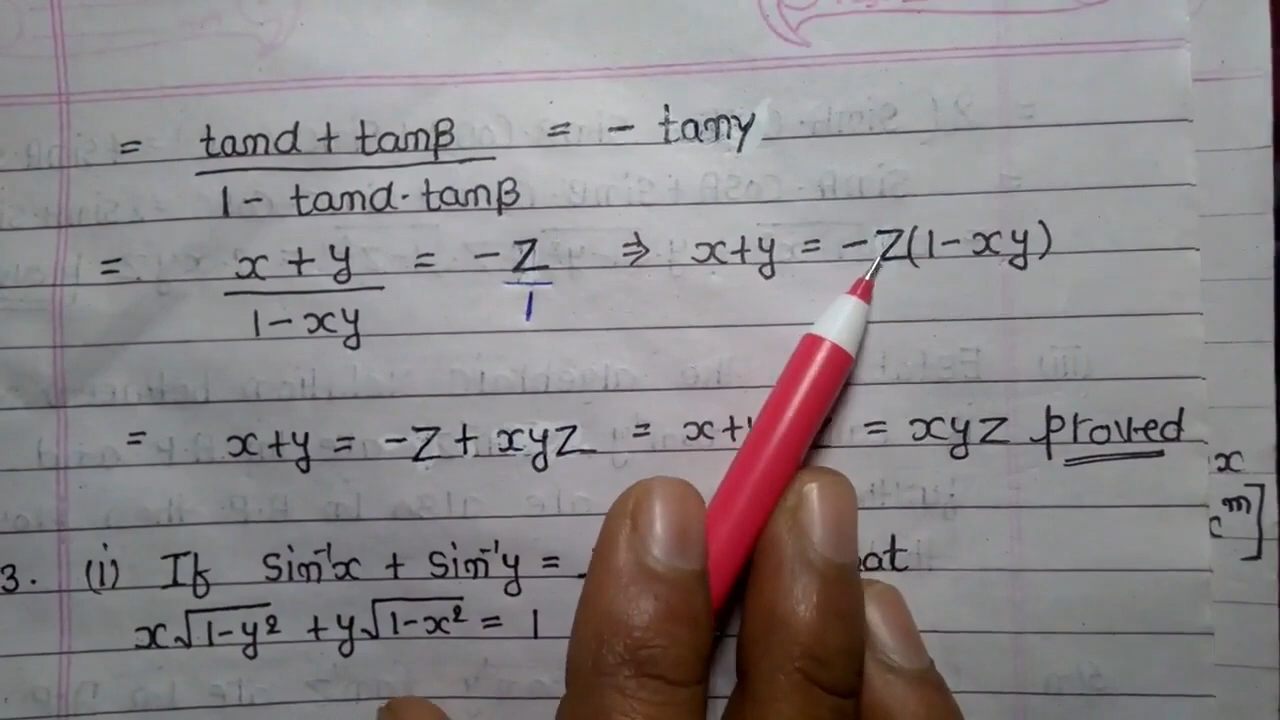 = tanα + tanβ / 1 - tanα · tanβ = - tanγ
= x + y / 1 - xy = - z / 1 ⇒ x+y = -z(1-xy)
= x+y = -z + xyz = x+ = xyz proved
3. (i) If Sin⁻¹x + Sin⁻¹y =
x√1-y² + y√1-x² = 1
x